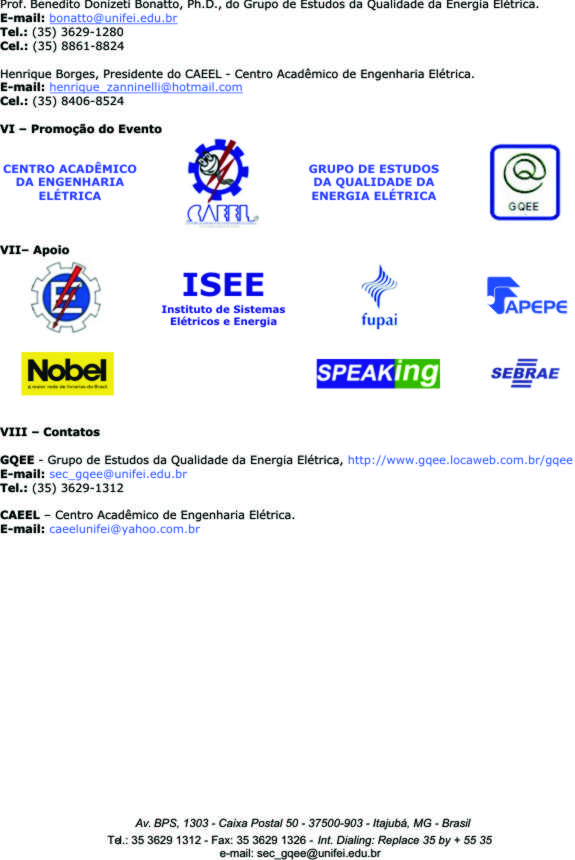 Prof. Benedito Donizeti Bonatto, Ph.D., do Grupo de Estudos da Qualidade da Energia Elétrica.
E-mail: bonatto@unifei.edu.br
Tel.: (35) 3629-1280
Cel.: (35) 8861-8824
Henrique Borges, Presidente do CAEEL - Centro Acadêmico de Engenharia Elétrica.
E-mail: henrique_zanninelli@hotmail.com
Cel.: (35) 8406-8524
VI – Promoção do Evento
CENTRO ACADÊMICO
DA ENGENHARIA
ELÉTRICA
CAEEL
GRUPO DE ESTUDOS
DA QUALIDADE DA
ENERGIA ELÉTRICA
GQEE
VII– Apoio
ISEE
Instituto de Sistemas
Elétricos e Energia
fupai
APEPE
Nobel
a maior rede de livrarias do Brasil
SPEAKing
SEBRAE
VIII – Contatos
GQEE - Grupo de Estudos da Qualidade da Energia Elétrica, http://www.gqee.locaweb.com.br/gqee
E-mail: sec_gqee@unifei.edu.br
Tel.: (35) 3629-1312
CAEEL – Centro Acadêmico de Engenharia Elétrica.
E-mail: caeelunifei@yahoo.com.br
Av. BPS, 1303 - Caixa Postal 50 - 37500-903 - Itajubá, MG - Brasil
Tel.: 35 3629 1312 - Fax: 35 3629 1326 - Int. Dialing: Replace 35 by + 55 35
e-mail: sec_gqee@unifei.edu.br